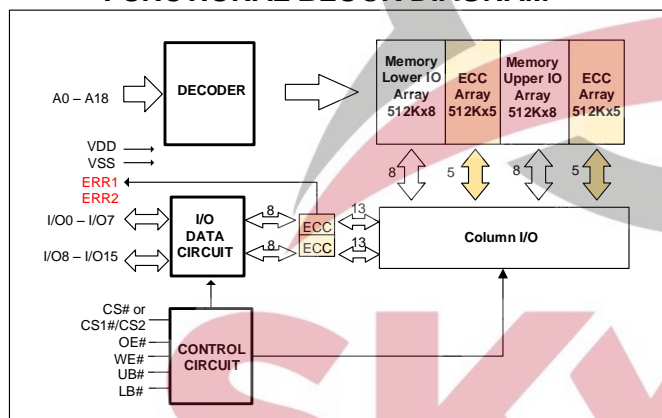 FUNCTIONAL BLOCK DIAGRAM
A0 – A18
DECODER
Memory
Lower IO
Array
512Kx8
ECC
Array
512Kx5
Memory
Upper IO
Array
512Kx8
ECC
Array
512Kx5
VDD
VSS
ERR1
ERR2
8
5
8
5
I/O0 – I/O7
I/O8 – I/O15
I/O
DATA
CIRCUIT
8
8
ECC
ECC
13
13
Column I/O
CS# or
CS1#/CS2
OE#
WE#
UB#
LB#
CONTROL
CIRCUIT